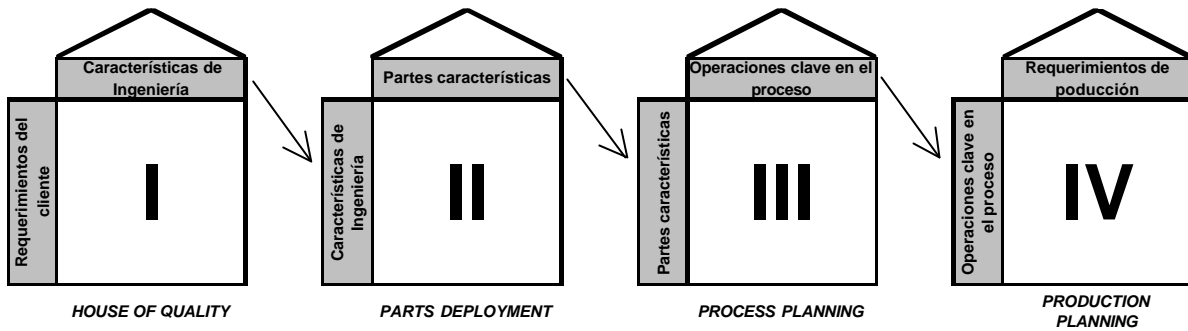 Características de
Ingeniería
Requerimientos del
cliente
I
HOUSE OF QUALITY
Partes características
Características de
Ingeniería
II
PARTS DEPLOYMENT
Operaciones clave en el
proceso
Partes características
III
PROCESS PLANNING
Requerimientos de
poducción
Operaciones clave en
el proceso
IV
PRODUCTION
PLANNING